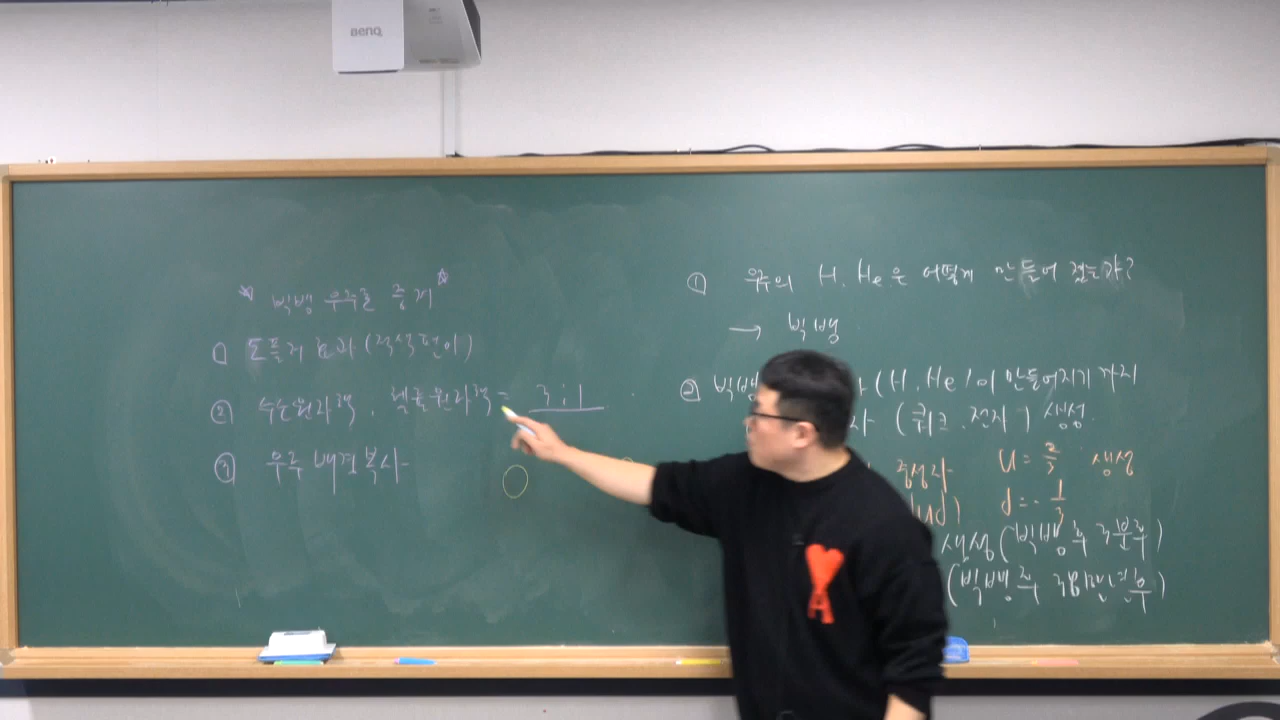 BenQ
* 빅뱅 우주론 증거 *
① 도플러 효과 (적색편이)
② 수소원자핵 . 헬륨원자핵 = 3 : 1
③ 우주배경복사
① 우주의 H. He은 어떻게 만들어 졌는가?
→ 빅뱅
② 빅뱅 (H. He)이 만들어지기 까지
(쿼크. 전자) 생성.
중성자 u = 2/3 생성
udd) d = - 1/3
생성 (빅뱅 후 3분 후)
(빅뱅 후 38만년 후)
A